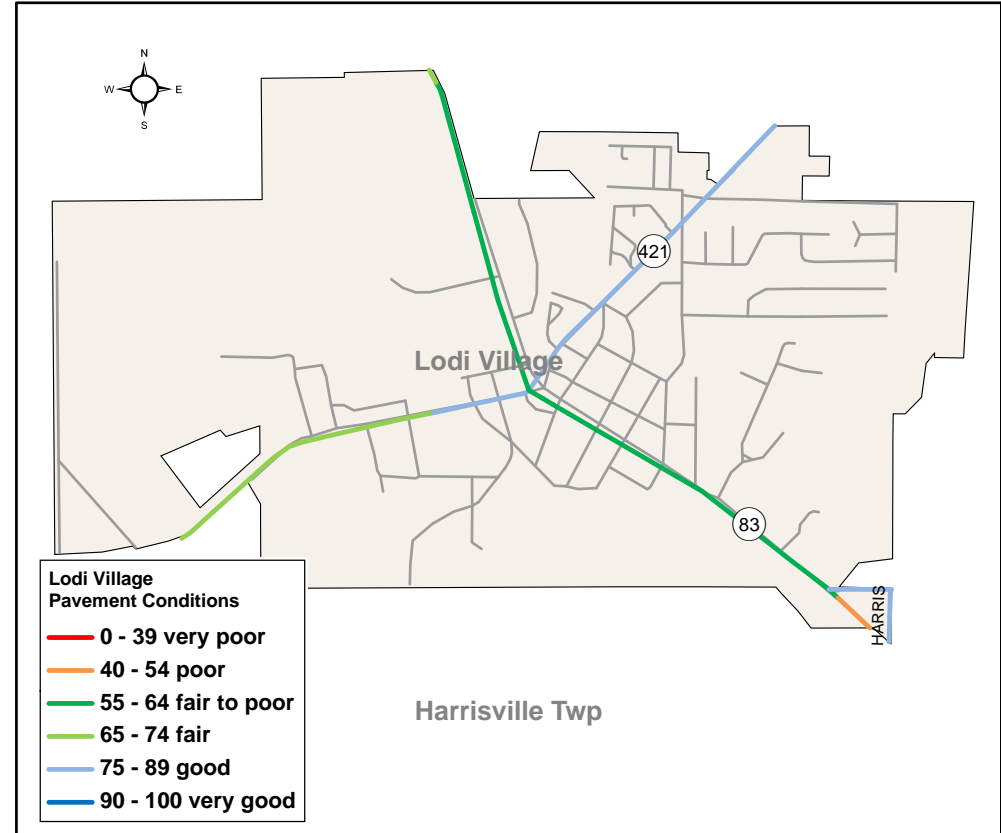 N
W
E
S
421
Lodi Village
83
HARRIS
Lodi Village
Pavement Conditions
0 - 39 very poor
40 - 54 poor
55 - 64 fair to poor
65 - 74 fair
75 - 89 good
90 - 100 very good
Harrisville Twp